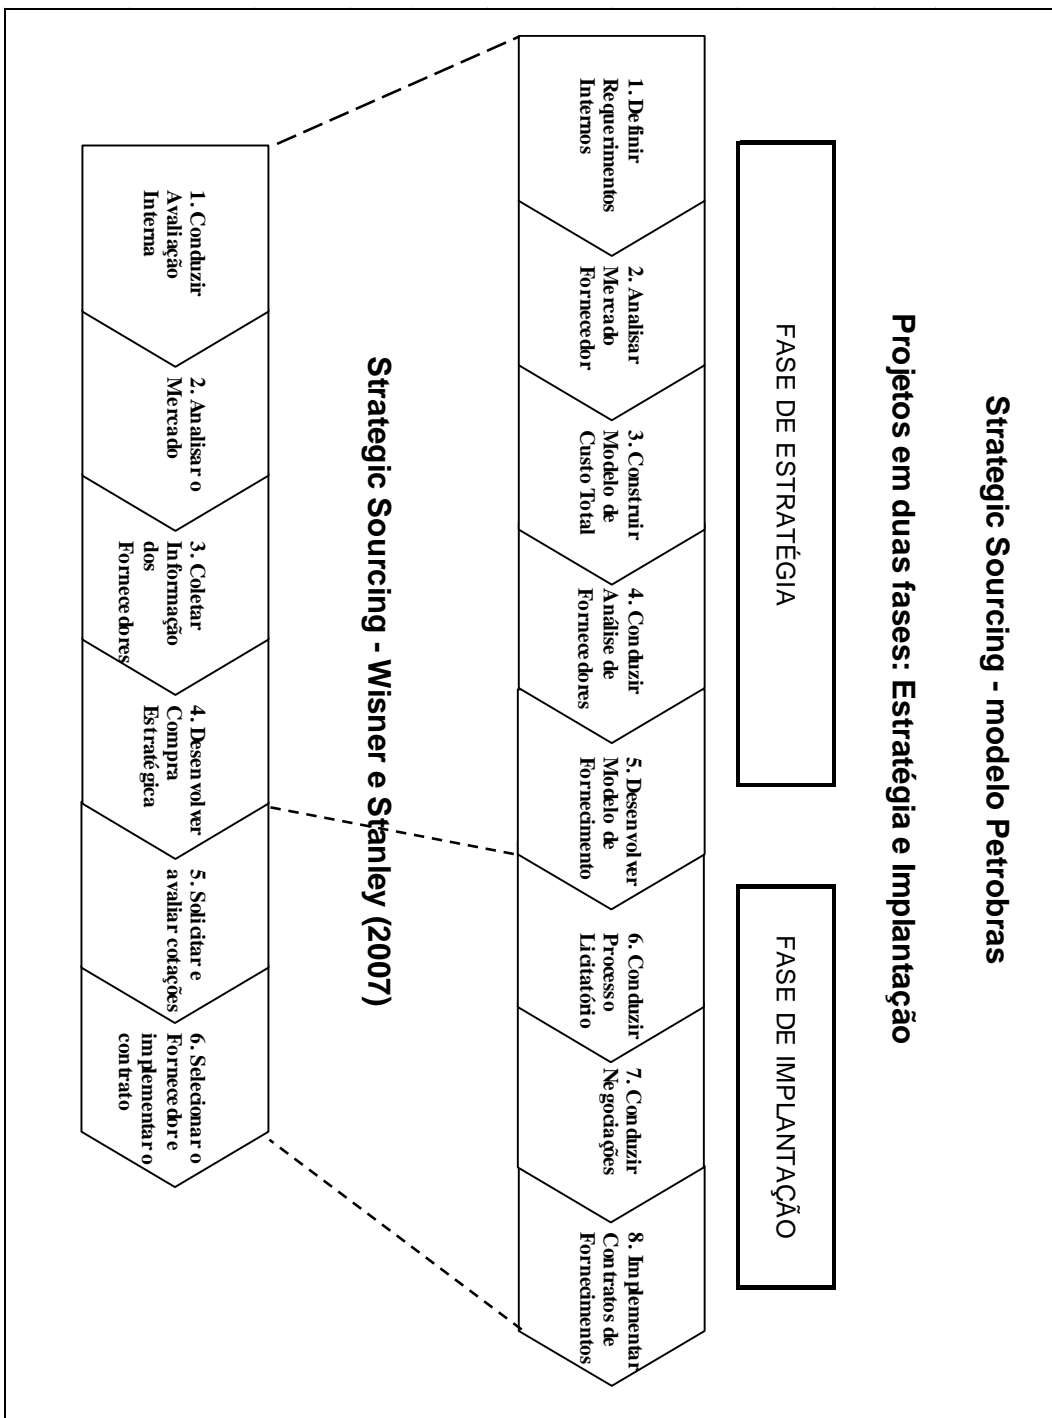 Strategic Sourcing - modelo Petrobras
Projetos em duas fases: Estratégia e Implantação
FASE DE ESTRATÉGIA
FASE DE IMPLANTAÇÃO
1. Definir
Requerimentos
Internos
2. Analisar
Mercado
Fornecedor
3. Construir
Modelo de
Custo Total
4. Conduzir
Análise de
Fornecedores
5. Desenvolver
Modelo de
Fornecimento
6. Conduzir
Processo
Licitatório
7. Conduzir
Negociações
8. Implementar
Contratos de
Fornecimentos
Strategic Sourcing - Wisner e Stanley (2007)
1. Conduzir
Avaliação
Interna
2. Analisar o
Mercado
3. Coletar
Informação
dos
Fornecedores
4. Desenvolver
Compra
Estratégica
5. Solicitar e
avaliar cotações
6. Selecionar o
Fornecedor e
implementar o
contrato